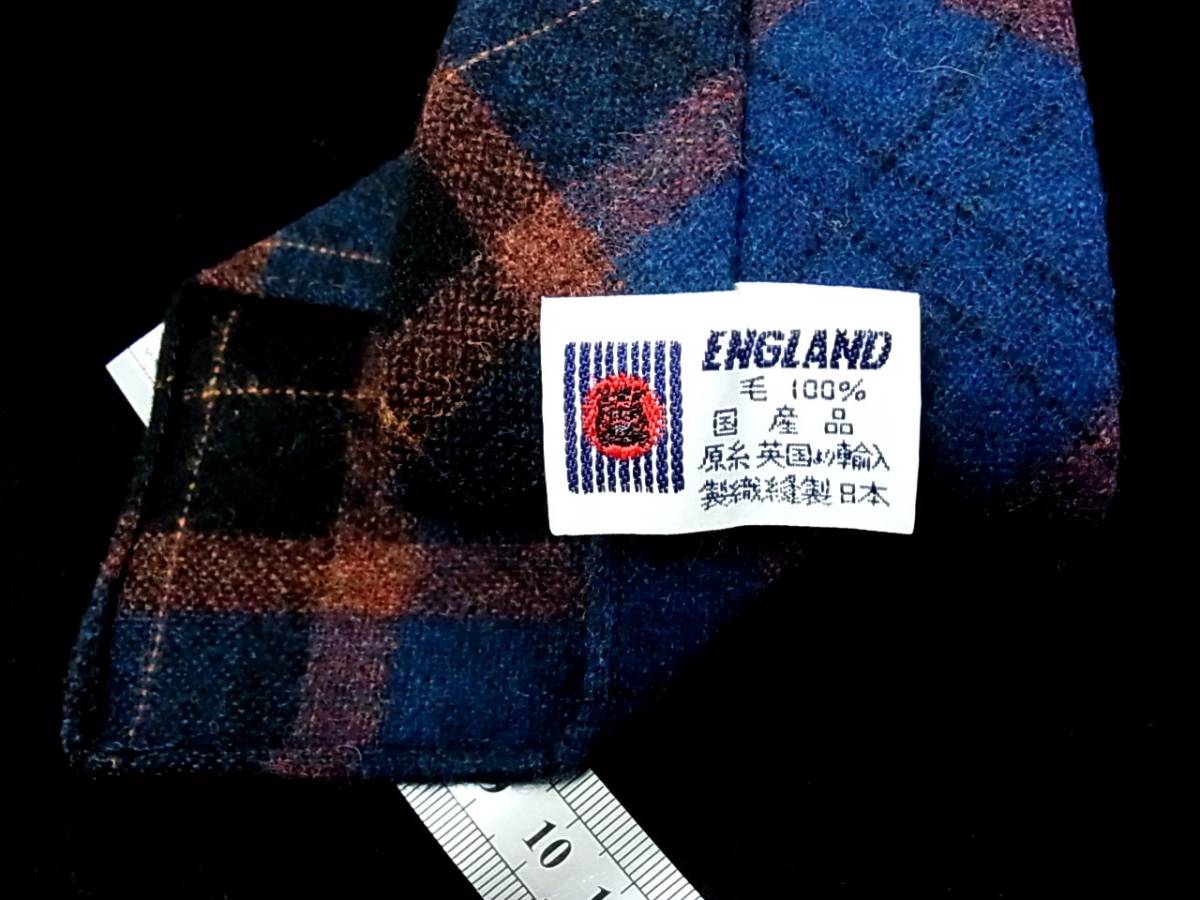 ENGLAND
毛 100%
国産品
原糸英国より輸入
製織縫製日本
10